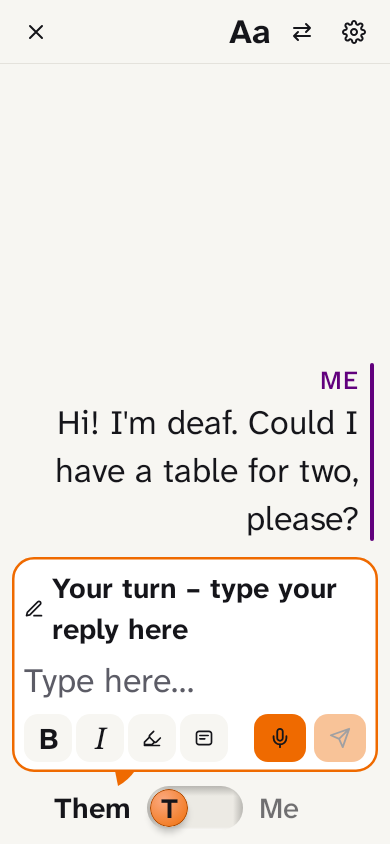 Aa
ME
Hi! I'm deaf. Could I
have a table for two,
please?
Your turn – type your
reply here
Type here...
B I
Them T Me